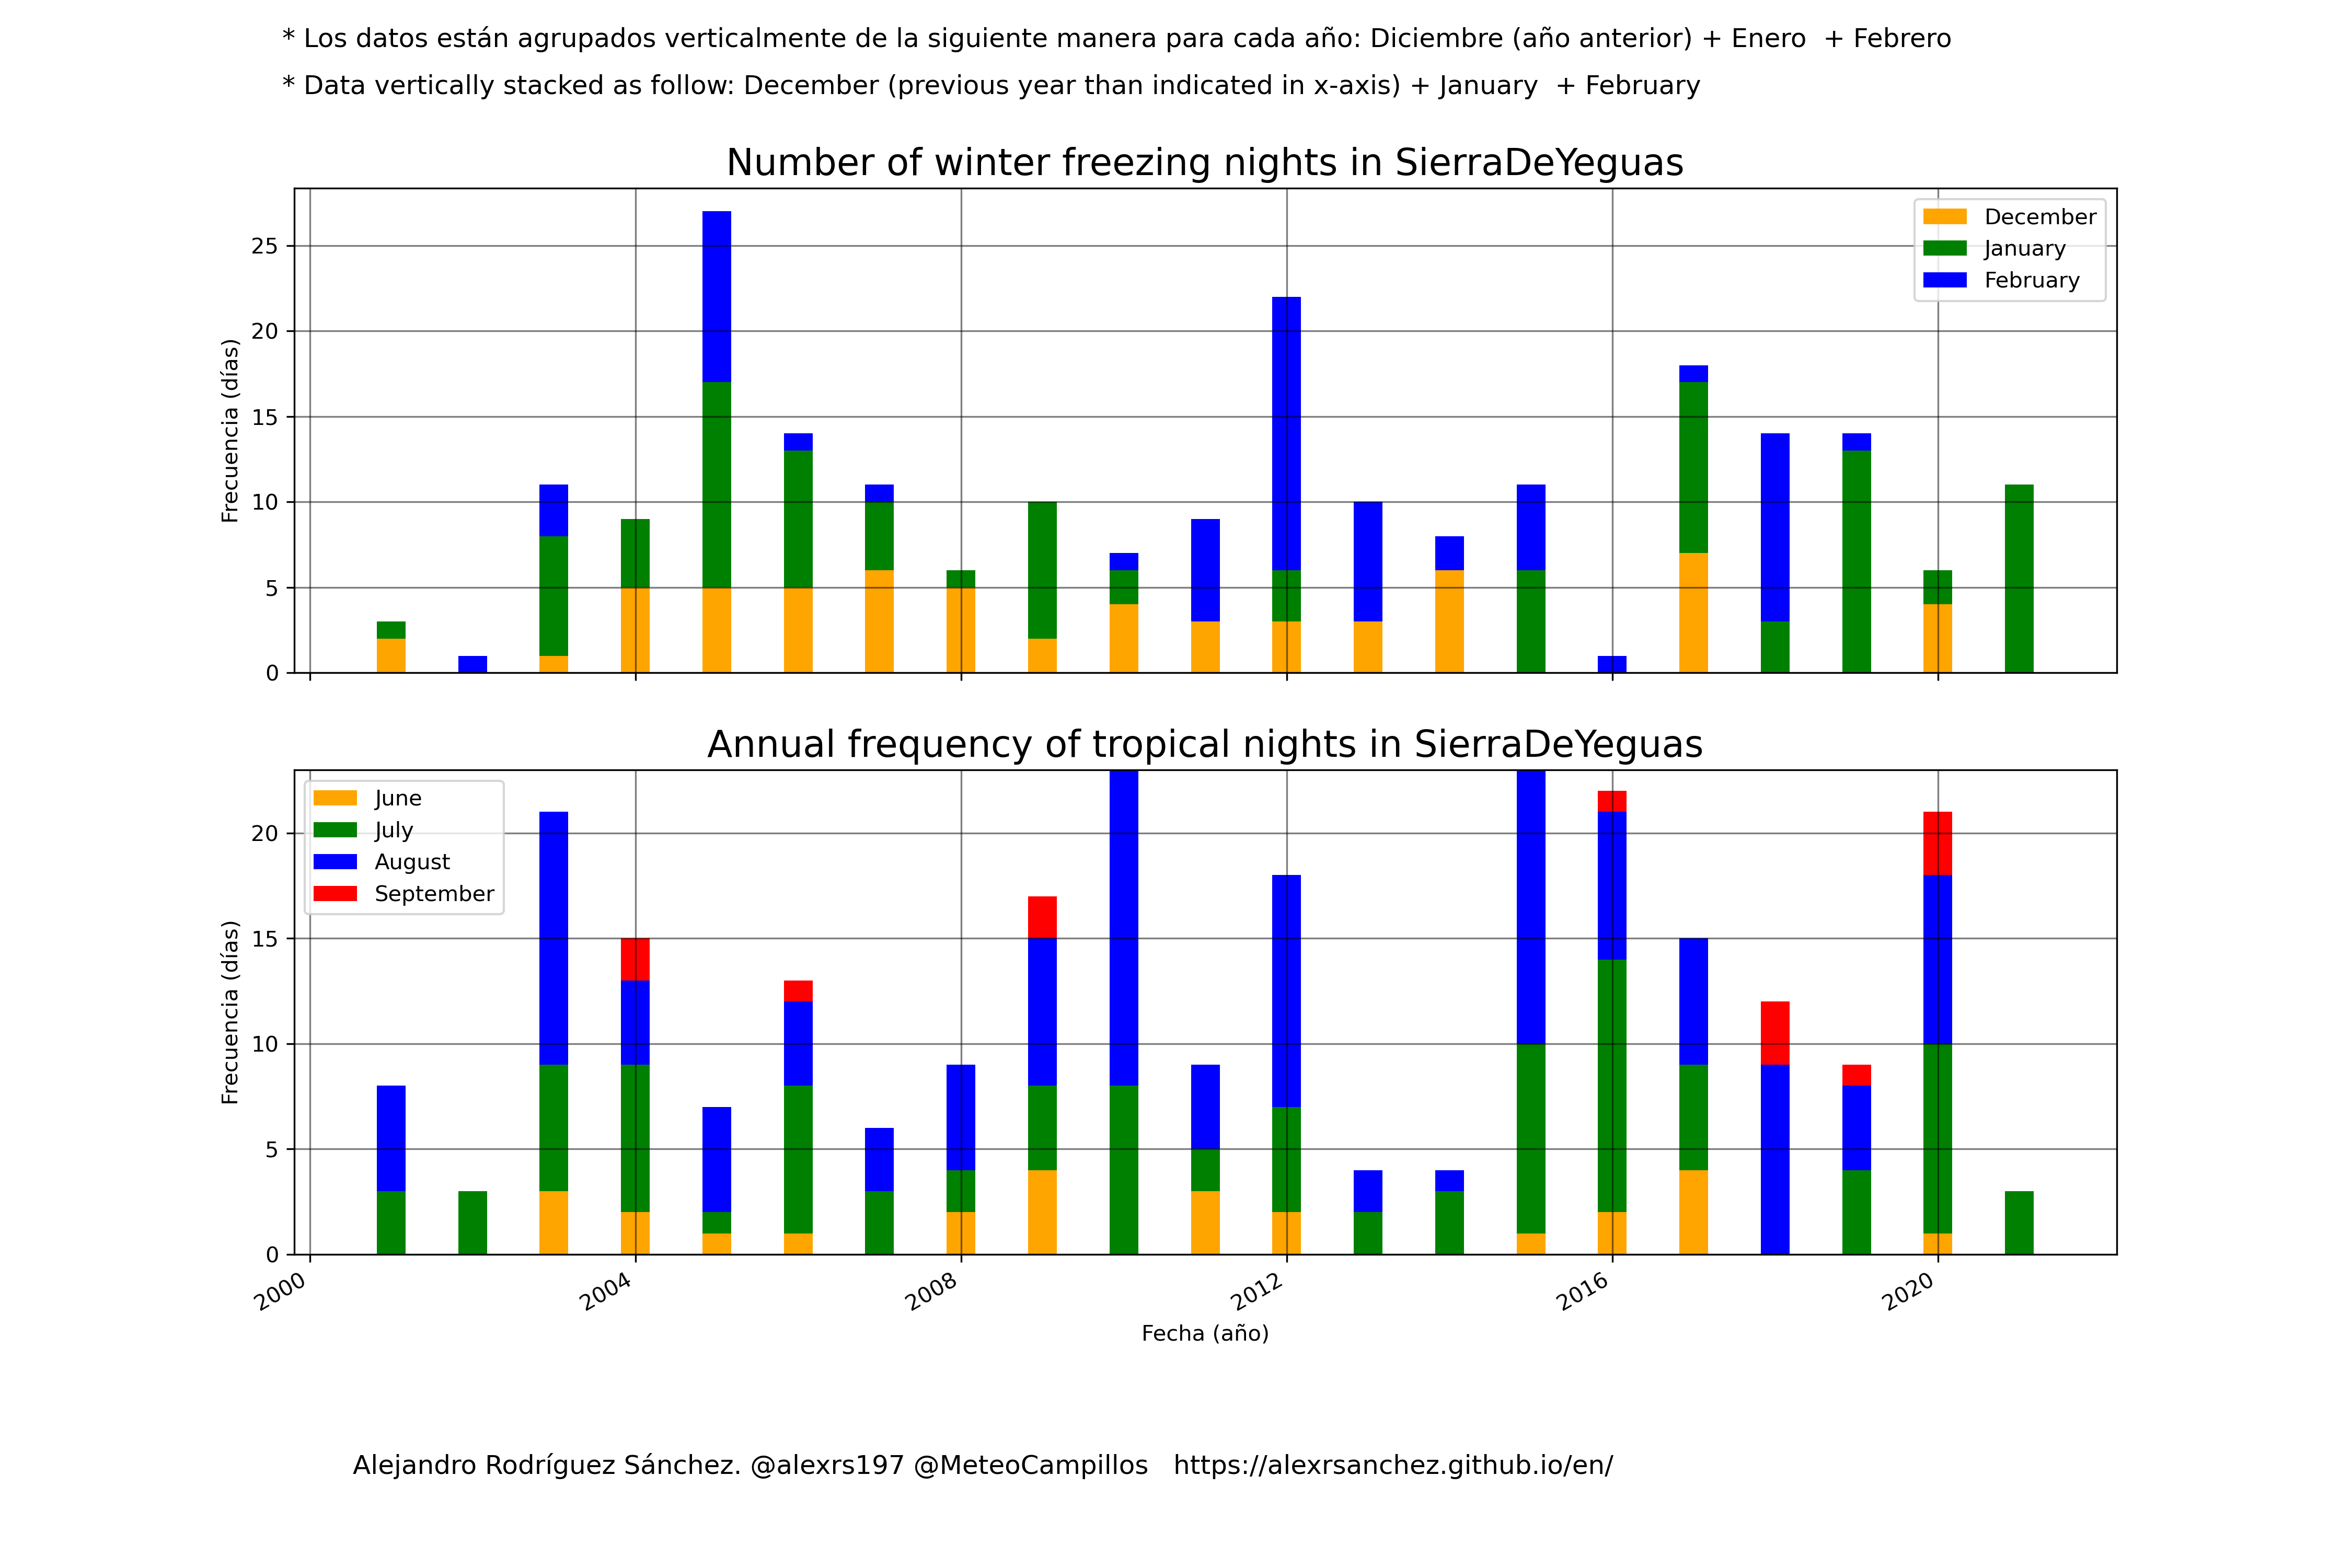 * Los datos están agrupados verticalmente de la siguiente manera para cada año: Diciembre (año anterior) + Enero  + Febrero
* Data vertically stacked as follow: December (previous year than indicated in x-axis) + January  + February
Number of winter freezing nights in SierraDeYeguas
Frecuencia (días)
25
20
15
10
5
0
December
January
February
Annual frequency of tropical nights in SierraDeYeguas
Frecuencia (días)
20
15
10
5
0
June
July
August
September
2000
2004
2008
2012
2016
2020
Fecha (año)
Alejandro Rodríguez Sánchez. @alexrs197 @MeteoCampillos   https://alexrsanchez.github.io/en/